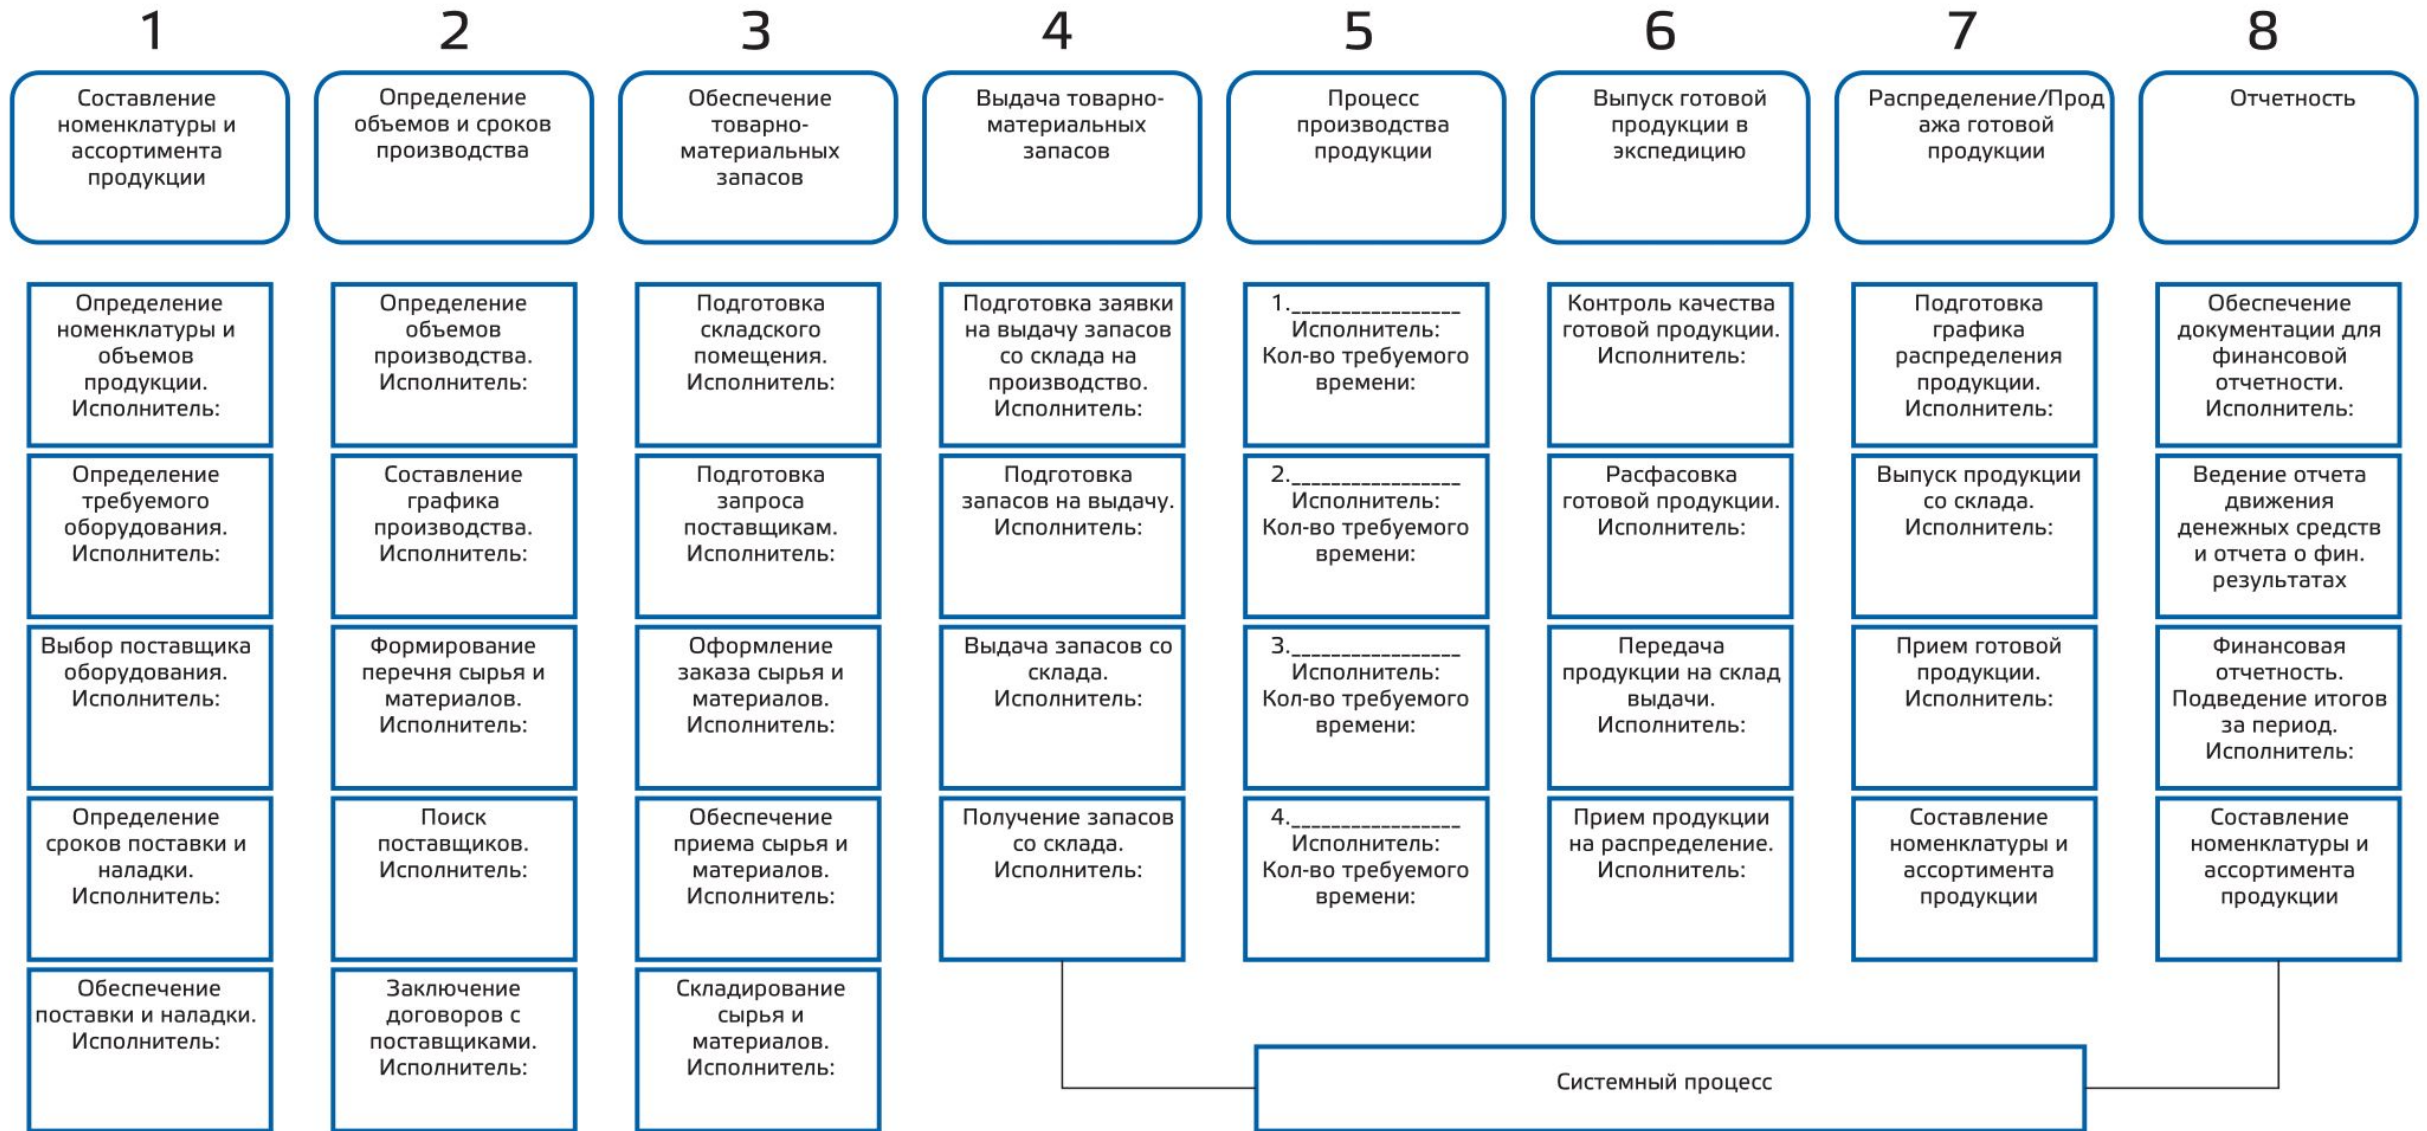 1
2
3
4
5
6
7
8
Составление
номенклатуры и
ассортимента
продукции
Определение
объемов и сроков
производства
Обеспечение
товарно-
материальных
запасов
Выдача товарно-
материальных
запасов
Процесс
производства
продукции
Выпуск готовой
продукции в
экспедицию
Распределение/Прод
ажа готовой
продукции
Отчетность
Определение
номенклатуры и
объемов
продукции.
Исполнитель:
Определение
объемов
производства.
Исполнитель:
Подготовка
складского
помещения.
Исполнитель:
Подготовка заявки
на выдачу запасов
со склада на
производство.
Исполнитель:
1._________________
Исполнитель:
Кол-во требуемого
времени:
Контроль качества
готовой продукции.
Исполнитель:
Подготовка
графика
распределения
продукции.
Исполнитель:
Обеспечение
документации для
финансовой
отчетности.
Исполнитель:
Определение
требуемого
оборудования.
Исполнитель:
Составление
графика
производства.
Исполнитель:
Подготовка
запроса
поставщикам.
Исполнитель:
Подготовка
запасов на выдачу.
Исполнитель:
2._________________
Исполнитель:
Кол-во требуемого
времени:
Расфасовка
готовой продукции.
Исполнитель:
Выпуск продукции
со склада.
Исполнитель:
Ведение отчета
движения
денежных средств
и отчета о фин.
результатах
Выбор поставщика
оборудования.
Исполнитель:
Формирование
перечня сырья и
материалов.
Исполнитель:
Оформление
заказа сырья и
материалов.
Исполнитель:
Выдача запасов со
склада.
Исполнитель:
3._________________
Исполнитель:
Кол-во требуемого
времени:
Передача
продукции на склад
выдачи.
Исполнитель:
Прием готовой
продукции.
Исполнитель:
Финансовая
отчетность.
Подведение итогов
за период.
Исполнитель:
Определение
сроков поставки и
наладки.
Исполнитель:
Поиск
поставщиков.
Исполнитель:
Обеспечение
приема сырья и
материалов.
Исполнитель:
Получение запасов
со склада.
Исполнитель:
4._________________
Исполнитель:
Кол-во требуемого
времени:
Прием продукции
на распределение.
Исполнитель:
Составление
номенклатуры и
ассортимента
продукции
Составление
номенклатуры и
ассортимента
продукции
Обеспечение
поставки и наладки.
Исполнитель:
Заключение
договоров с
поставщиками.
Исполнитель:
Складирование
сырья и
материалов.
Исполнитель:
Системный процесс